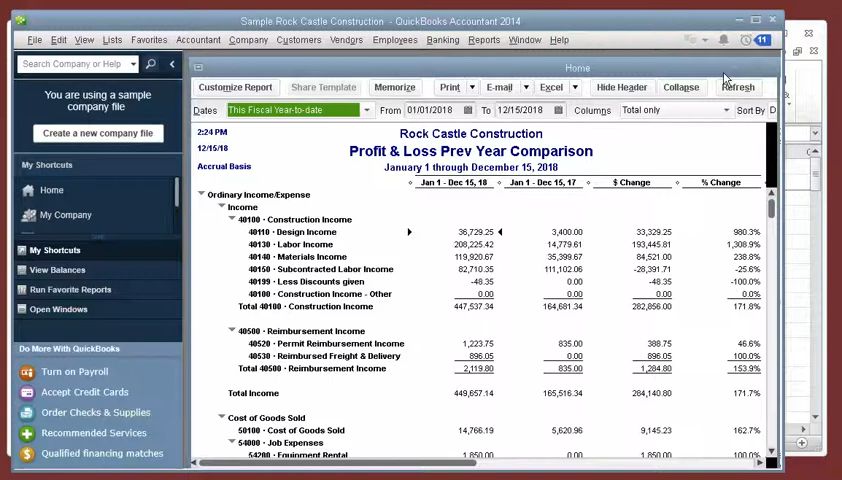 Sample Rock Castle Construction - QuickBooks Accountant 2014
File Edit View Lists Favorites Accountant Company Customers Vendors Employees Banking Reports Window Help 11
Search Company or Help
Home
You are using a sample
company file
Create a new company file
My Shortcuts
Home
My Company
My Shortcuts
View Balances
Run Favorite Reports
Open Windows
Do More With QuickBooks
Turn on Payroll
Accept Credit Cards
Order Checks & Supplies
Recommended Services
Qualified financing matches
Customize Report Share Template Memorize Print E-mail Excel Hide Header Collapse Refresh
Dates This Fiscal Year-to-date From 01/01/2018 To 12/15/2018 Columns Total only Sort By D
2:24 PM Rock Castle Construction
12/15/18 Profit & Loss Prev Year Comparison
Accrual Basis January 1 through December 15, 2018
Jan 1 - Dec 15, 18 Jan 1 - Dec 15, 17 $ Change % Change
Ordinary Income/Expense
Income
40100 · Construction Income
40110 · Design Income 36,729.25 3,400.00 33,329.25 980.3%
40130 · Labor Income 208,225.42 14,779.61 193,445.81 1,308.9%
40140 · Materials Income 119,920.67 35,399.67 84,521.00 238.8%
40150 · Subcontracted Labor Income 82,710.35 111,102.06 -28,391.71 -25.6%
40199 · Less Discounts given -48.35 0.00 -48.35 -100.0%
40100 · Construction Income - Other 0.00 0.00 0.00 0.0%
Total 40100 · Construction Income 447,537.34 164,681.34 282,856.00 171.8%
40500 · Reimbursement Income
40520 · Permit Reimbursement Income 1,223.75 835.00 388.75 46.6%
40530 · Reimbursed Freight & Delivery 896.05 0.00 896.05 100.0%
Total 40500 · Reimbursement Income 2,119.80 835.00 1,284.80 153.9%
Total Income 449,657.14 165,516.34 284,140.80 171.7%
Cost of Goods Sold
50100 · Cost of Goods Sold 14,766.19 5,620.96 9,145.23 162.7%
54000 · Job Expenses
54200 · Equipment Rental 1,850.00 0.00 1,850.00 100.0%